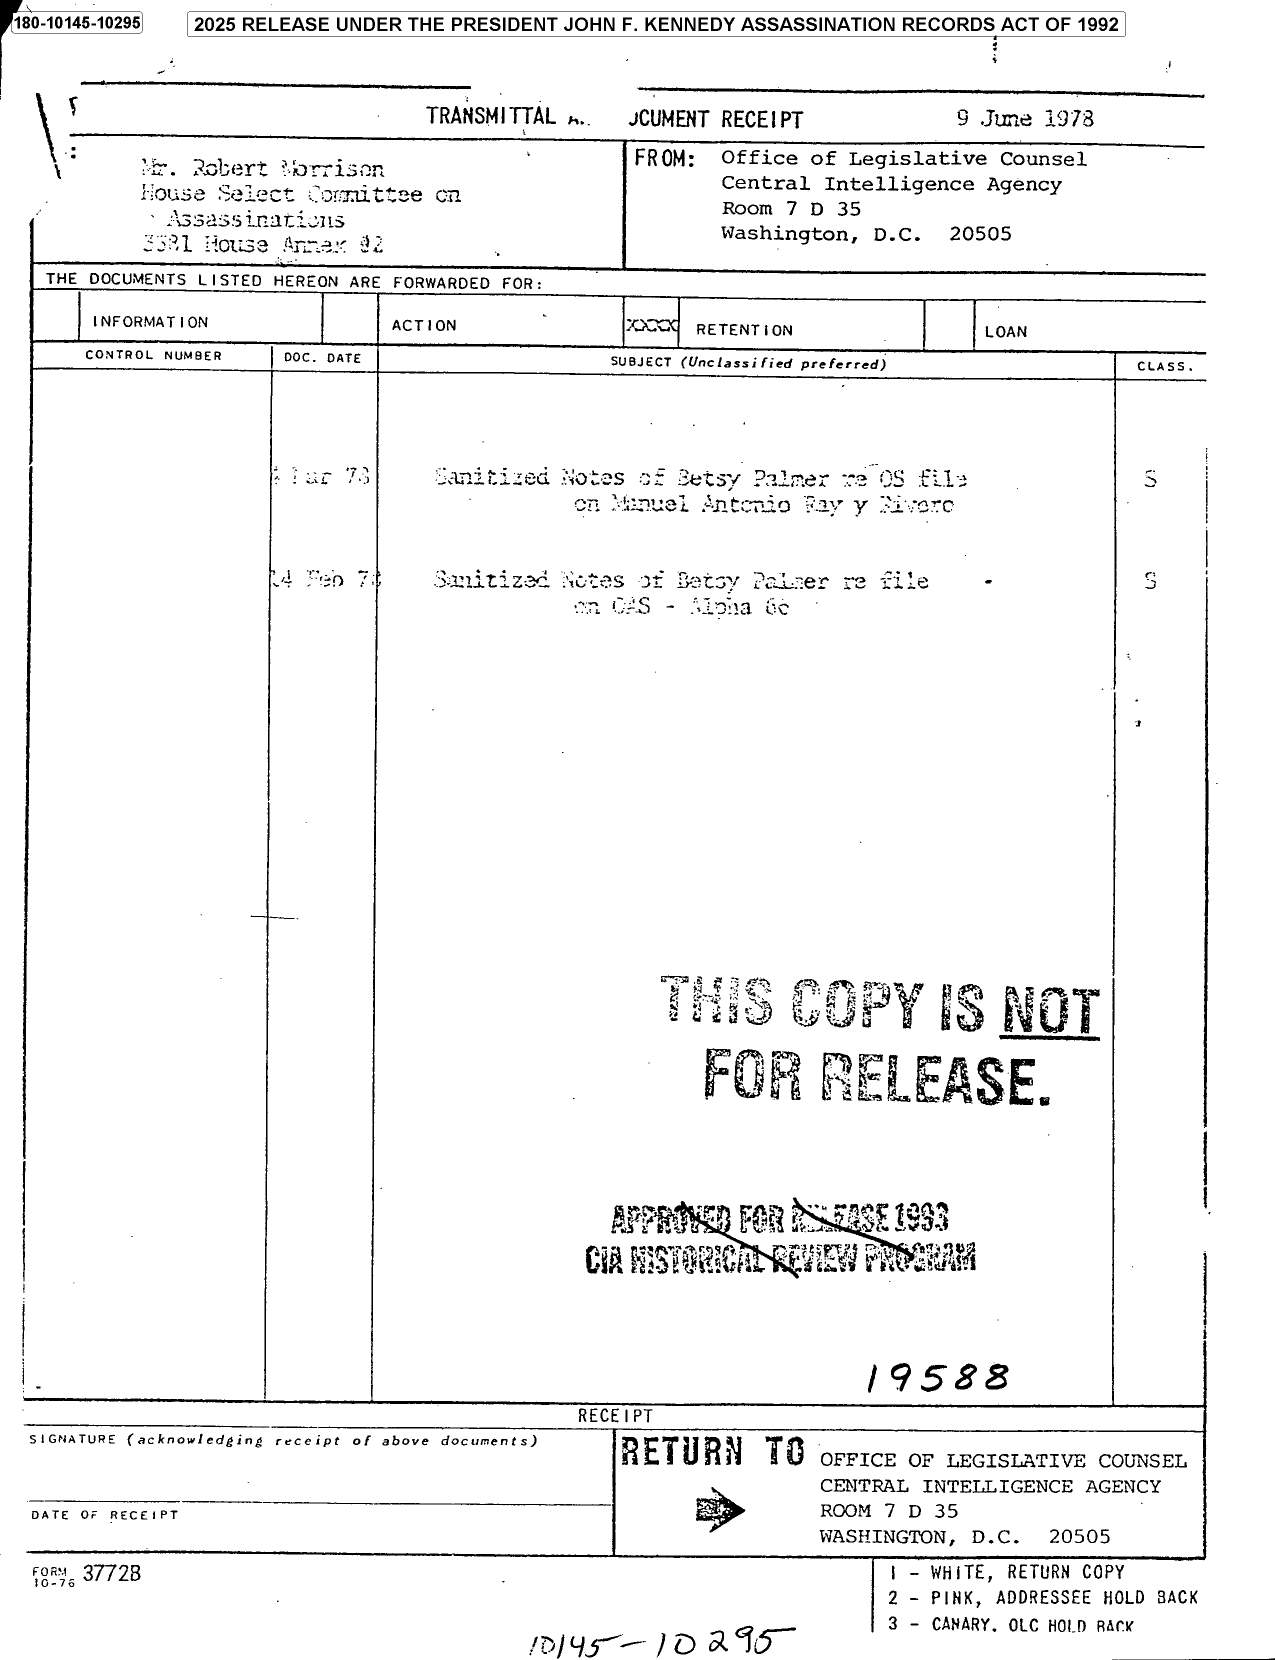 180-10145-10295
2025 RELEASE UNDER THE PRESIDENT JOHN F. KENNEDY ASSASSINATION RECORDS ACT OF 1992
TRANSMITTAL JCUMENT RECEIPT
9 June 1978
Mr. Robert Morrison
House Select Committee on
Assassinations
3381 House Annex #2
FROM: Office of Legislative Counsel
Central Intelligence Agency
Room 7 D 35
Washington, D.C. 20505
THE DOCUMENTS LISTED HEREON ARE FORWARDED FOR:
INFORMATION
ACTION
XXXX RETENTION
LOAN
CONTROL NUMBER
DOC. DATE
SUBJECT (Unclassified preferred)
CLASS.
Mar 78 Sanitized Notes of Betsy Palmer re OS file S
on Manuel Antonio Ray y Rivero
14 Feb 78 Sanitized Notes of Betsy Palmer re file - S
on OAS - Alpha 66
THIS COPY IS NOT
FOR RELEASE.
APPROVED FOR RELEASE 1993
CIA HISTORICAL REVIEW PROGRAM
19588
RECEIPT
SIGNATURE (acknowledging receipt of above documents)
DATE OF RECEIPT
RETURN TO
OFFICE OF LEGISLATIVE COUNSEL
CENTRAL INTELLIGENCE AGENCY
ROOM 7 D 35
WASHINGTON, D.C. 20505
FORM 10-76 3772B
1 - WHITE, RETURN COPY
2 - PINK, ADDRESSEE HOLD BACK
3 - CANARY. OLC HOLD BACK
10145-10295